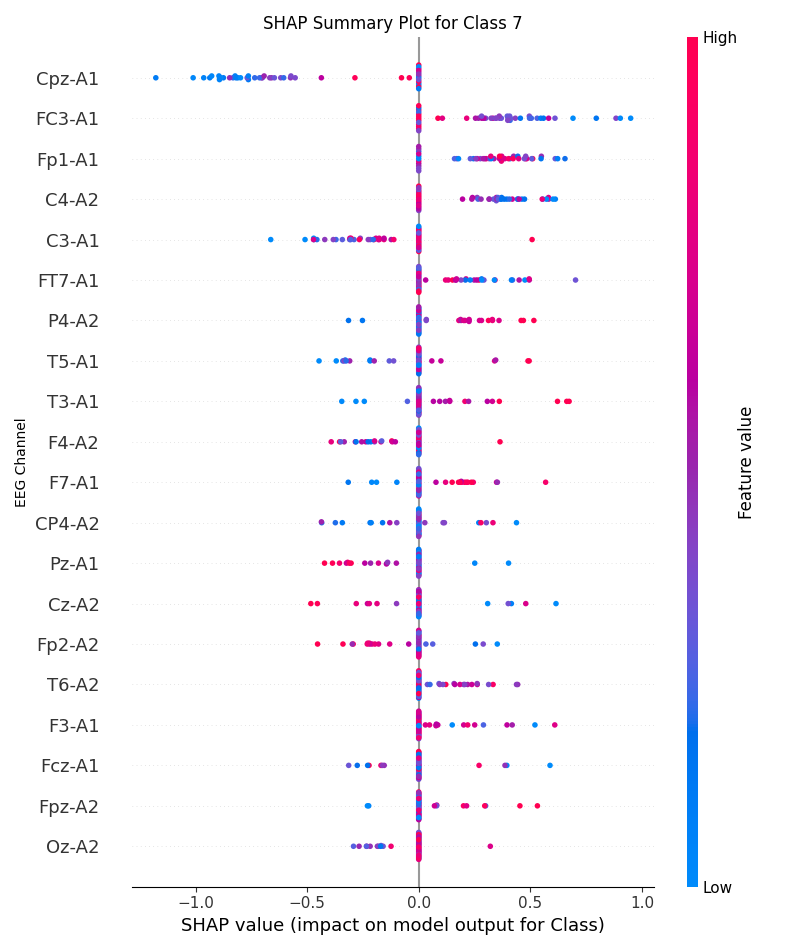 SHAP Summary Plot for Class 7
High
Cpz-A1
FC3-A1
Fp1-A1
C4-A2
C3-A1
FT7-A1
P4-A2
T5-A1
T3-A1
F4-A2
F7-A1
CP4-A2
Pz-A1
Cz-A2
Fp2-A2
T6-A2
F3-A1
Fcz-A1
Fpz-A2
Oz-A2
EEG Channel
Feature value
Low
−1.0 −0.5 0.0 0.5 1.0
SHAP value (impact on model output for Class)